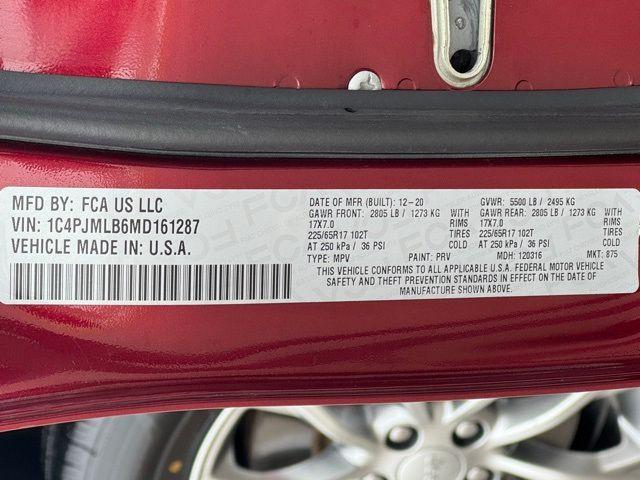 MFD BY: FCA US LLC
VIN: 1C4PJMLB6MD161287
VEHICLE MADE IN: U.S.A.
DATE OF MFR (BUILT): 12-20 GVWR: 5500 LB / 2495 KG
GAWR FRONT: 2805 LB / 1273 KG WITH GAWR REAR: 2805 LB / 1273 KG WITH
17X7.0 RIMS 17X7.0 RIMS
225/65R17 102T TIRES 225/65R17 102T TIRES
AT 250 kPa / 36 PSI COLD AT 250 kPa / 36 PSI COLD
TYPE: MPV PAINT: PRV MDH: 120316 MKT: 875
THIS VEHICLE CONFORMS TO ALL APPLICABLE U.S.A. FEDERAL MOTOR VEHICLE
SAFETY AND THEFT PREVENTION STANDARDS IN EFFECT ON THE DATE OF
MANUFACTURE SHOWN ABOVE.